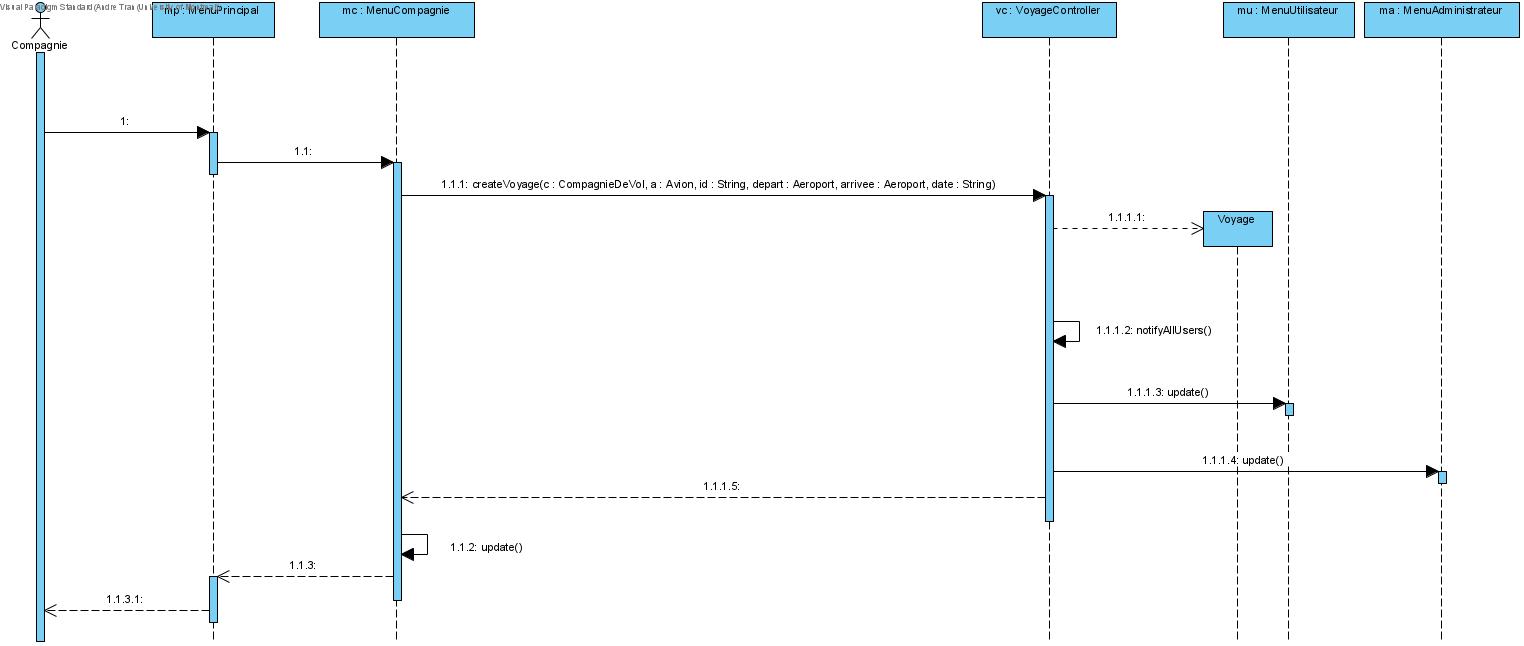 Visual Paradigm Standard (Andre Tran (University of Montreal))
mp : MenuPrincipal
mc : MenuCompagnie
vc : VoyageController
mu : MenuUtilisateur
ma : MenuAdministrateur
Compagnie
1:
1.1:
1.1.1: createVoyage(c : CompagnieDeVol, a : Avion, id : String, depart : Aeroport, arrivee : Aeroport, date : String)
1.1.1.1:
Voyage
1.1.1.2: notifyAllUsers()
1.1.1.3: update()
1.1.1.4: update()
1.1.1.5:
1.1.2: update()
1.1.3:
1.1.3.1: